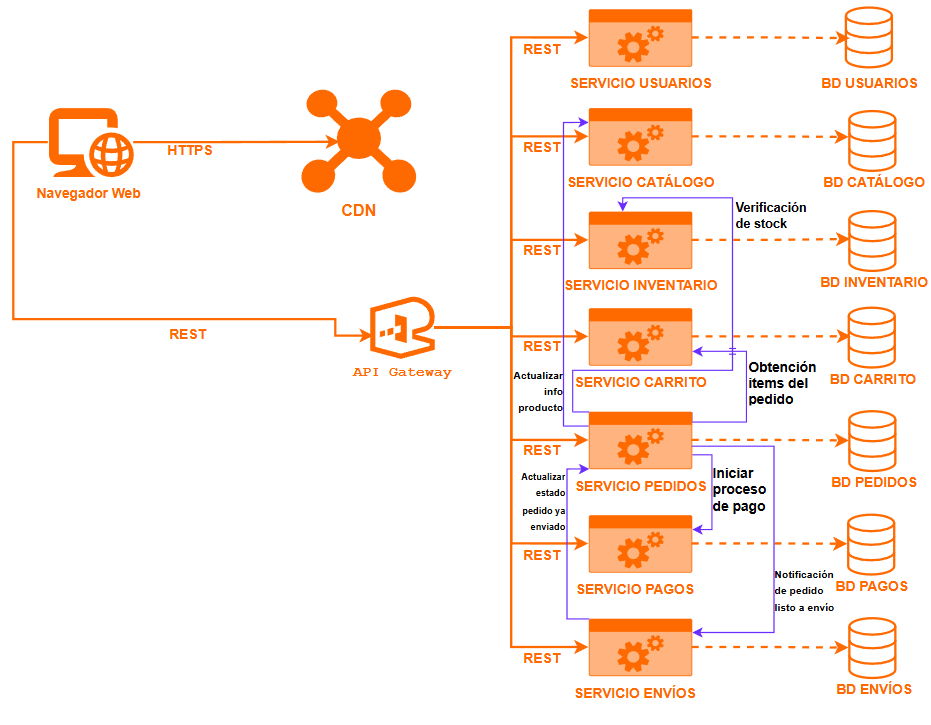 REST
SERVICIO USUARIOS
BD USUARIOS
Navegador Web
HTTPS
CDN
REST
SERVICIO CATÁLOGO
BD CATÁLOGO
Verificación
de stock
REST
SERVICIO INVENTARIO
BD INVENTARIO
REST
API Gateway
REST
SERVICIO CARRITO
BD CARRITO
Actualizar
info
producto
Obtención
items del
pedido
REST
SERVICIO PEDIDOS
BD PEDIDOS
Actualizar
estado
pedido ya
enviado
Iniciar
proceso
de pago
REST
SERVICIO PAGOS
BD PAGOS
Notificación
de pedido
listo a envío
REST
SERVICIO ENVÍOS
BD ENVÍOS